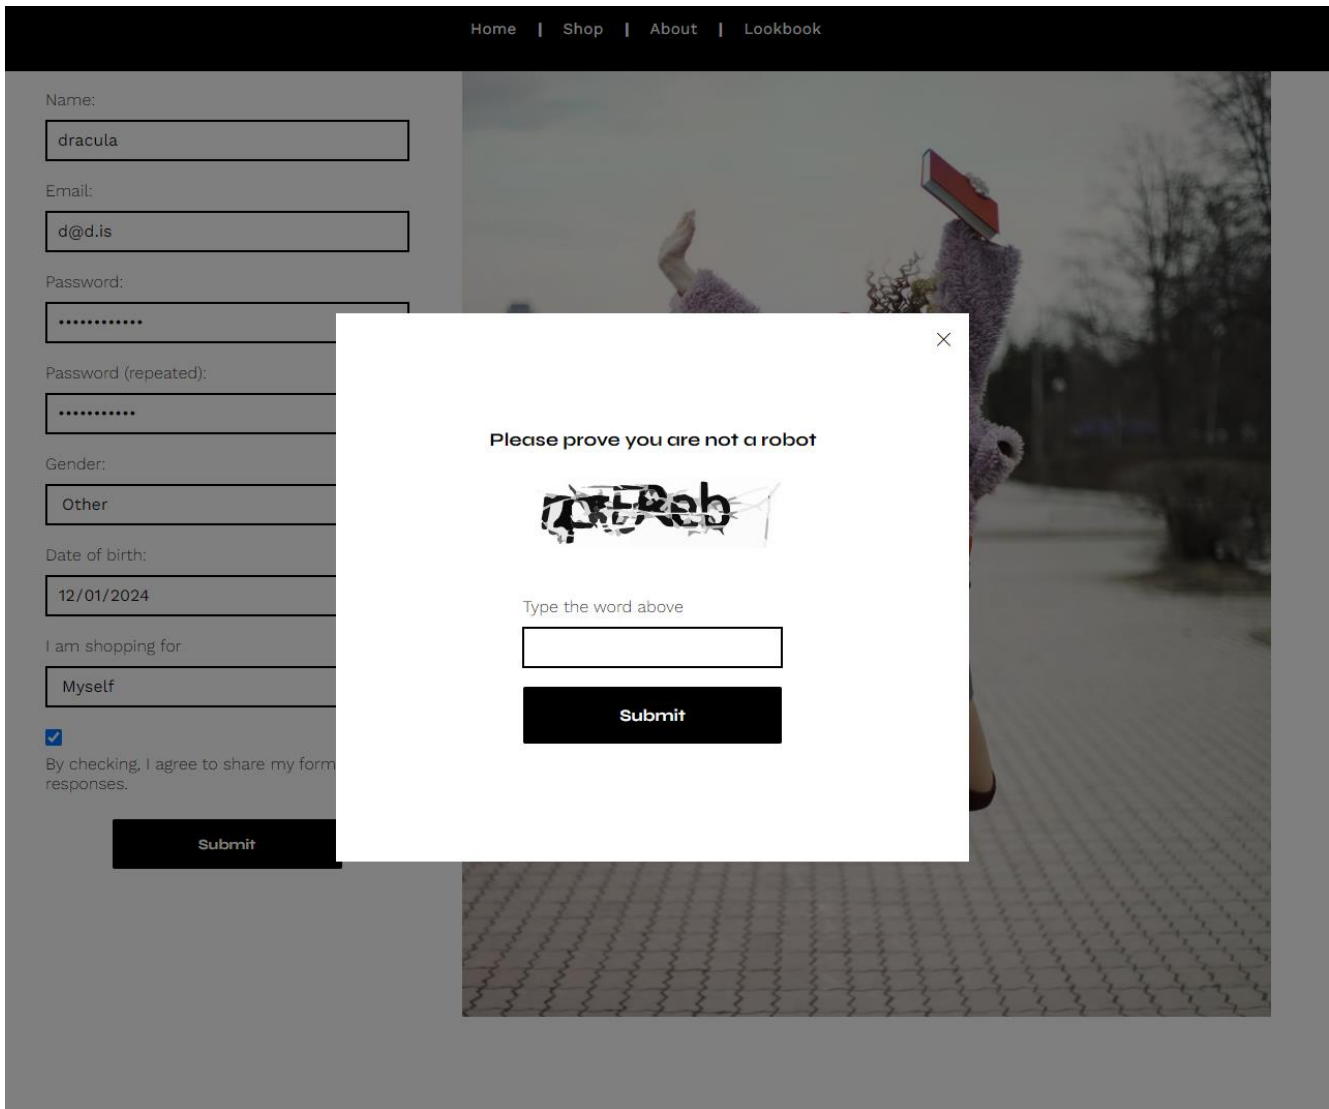 Home | Shop | About | Lookbook
Name:
dracula
Email:
d@d.is
Password:
••••••••••••
Password (repeated):
•••••••••••
Gender:
Other
Date of birth:
12/01/2024
I am shopping for
Myself
By checking, I agree to share my form
responses.
Submit
Please prove you are not a robot
Type the word above
Submit